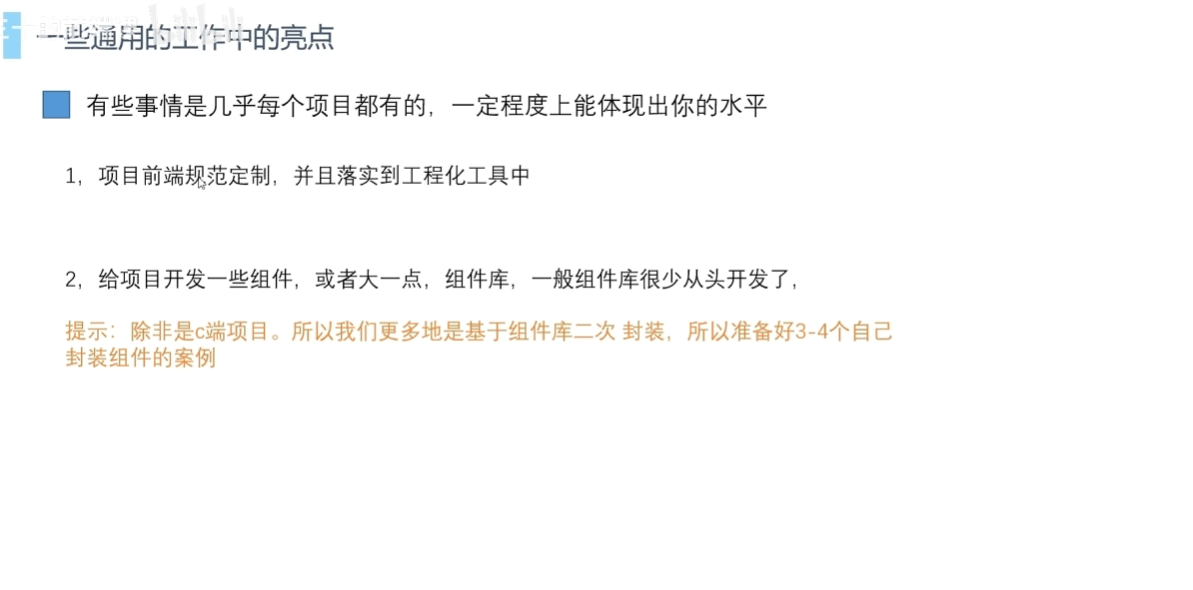 一些通用的工作中的亮点
有些事情是几乎每个项目都有的，一定程度上能体现出你的水平
1，项目前端规范定制，并且落实到工程化工具中
2，给项目开发一些组件，或者大一点，组件库，一般组件库很少从头开发了，
提示：除非是c端项目。所以我们更多地是基于组件库二次 封装，所以准备好3-4个自己
封装组件的案例